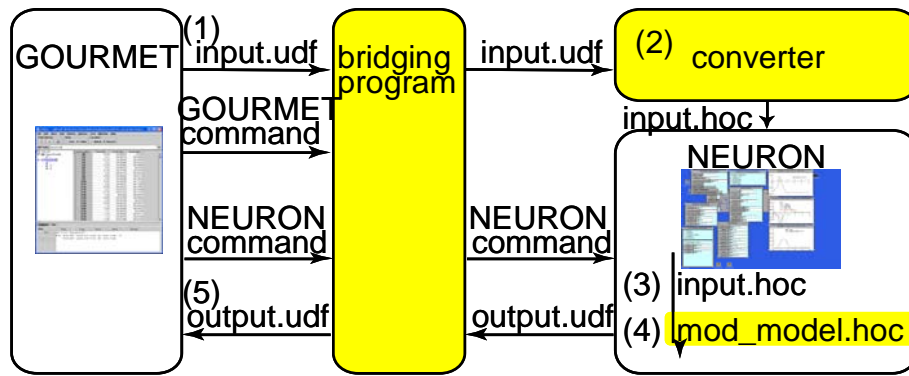 (1)
GOURMET
input.udf
bridging
program
input.udf
(2)
converter
GOURMET
command
input.hoc
NEURON
NEURON
command
NEURON
command
(3)
input.hoc
(5)
output.udf
output.udf
(4)
mod_model.hoc